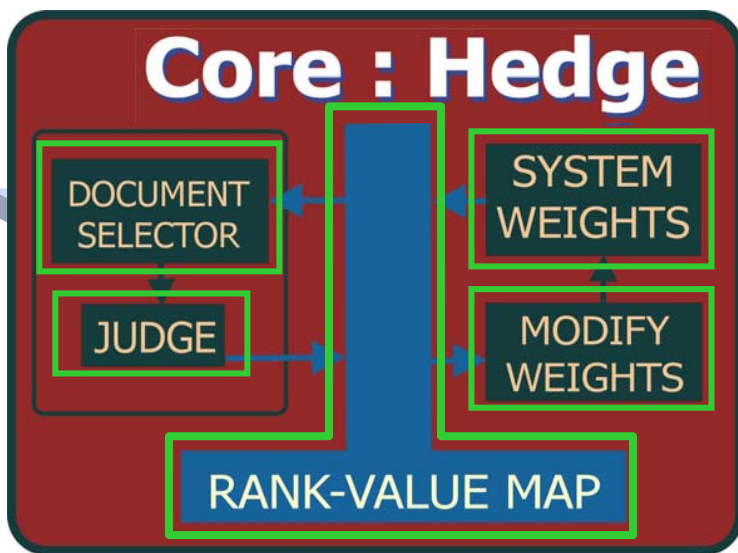 Core : Hedge
DOCUMENT
SELECTOR
JUDGE
SYSTEM
WEIGHTS
MODIFY
WEIGHTS
RANK-VALUE MAP